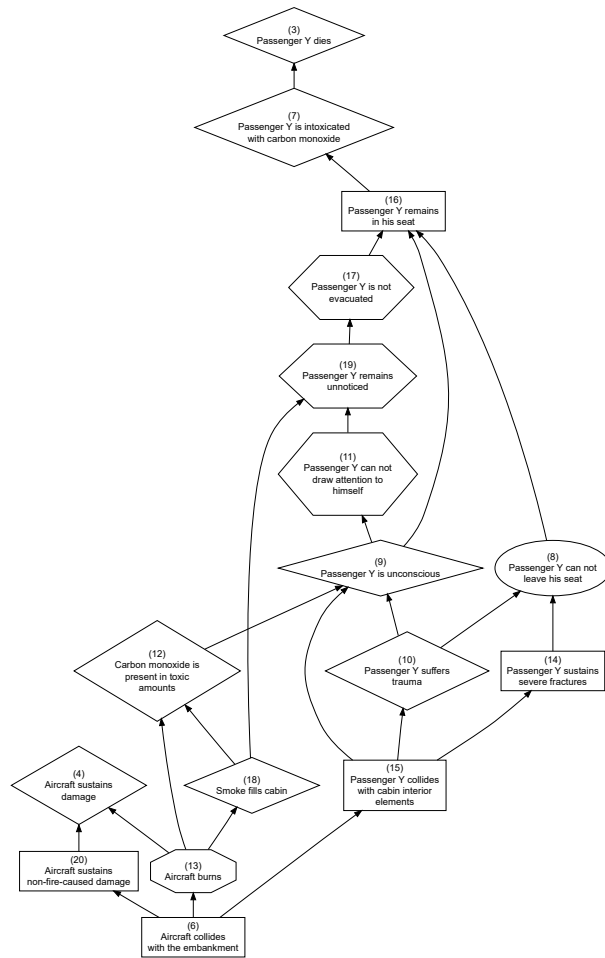 (3)
Passenger Y dies
(7)
Passenger Y is intoxicated
with carbon monoxide
(16)
Passenger Y remains
in his seat
(17)
Passenger Y is not
evacuated
(19)
Passenger Y remains
unnoticed
(11)
Passenger Y can not
draw attention to
himself
(9)
Passenger Y is unconscious
(8)
Passenger Y can not
leave his seat
(12)
Carbon monoxide is
present in toxic
amounts
(10)
Passenger Y suffers
trauma
(14)
Passenger Y sustains
severe fractures
(4)
Aircraft sustains
damage
(18)
Smoke fills cabin
(15)
Passenger Y collides
with cabin interior
elements
(20)
Aircraft sustains
non-fire-caused damage
(13)
Aircraft burns
(6)
Aircraft collides
with the embankment